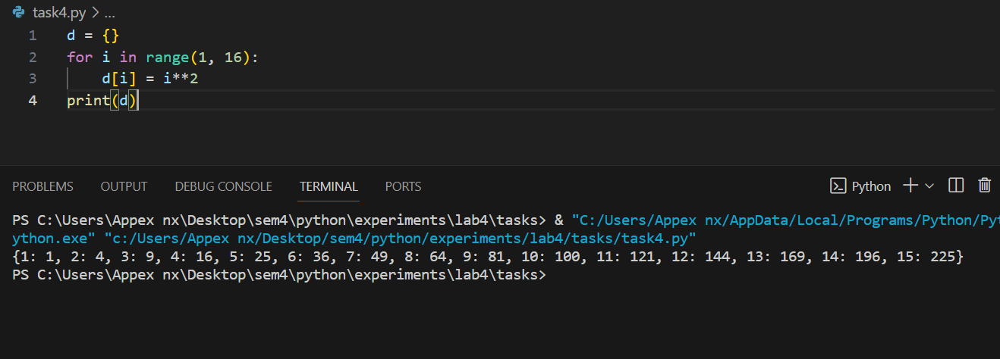 task4.py > ...
1 d = {}
2 for i in range(1, 16):
3     d[i] = i**2
4 print(d)
PROBLEMS OUTPUT DEBUG CONSOLE TERMINAL PORTS Python
PS C:\Users\Appex nx\Desktop\sem4\python\experiments\lab4\tasks> & "C:/Users/Appex nx/AppData/Local/Programs/Python/Pyt
ython.exe" "c:/Users/Appex nx/Desktop/sem4/python/experiments/lab4/tasks/task4.py"
{1: 1, 2: 4, 3: 9, 4: 16, 5: 25, 6: 36, 7: 49, 8: 64, 9: 81, 10: 100, 11: 121, 12: 144, 13: 169, 14: 196, 15: 225}
PS C:\Users\Appex nx\Desktop\sem4\python\experiments\lab4\tasks>